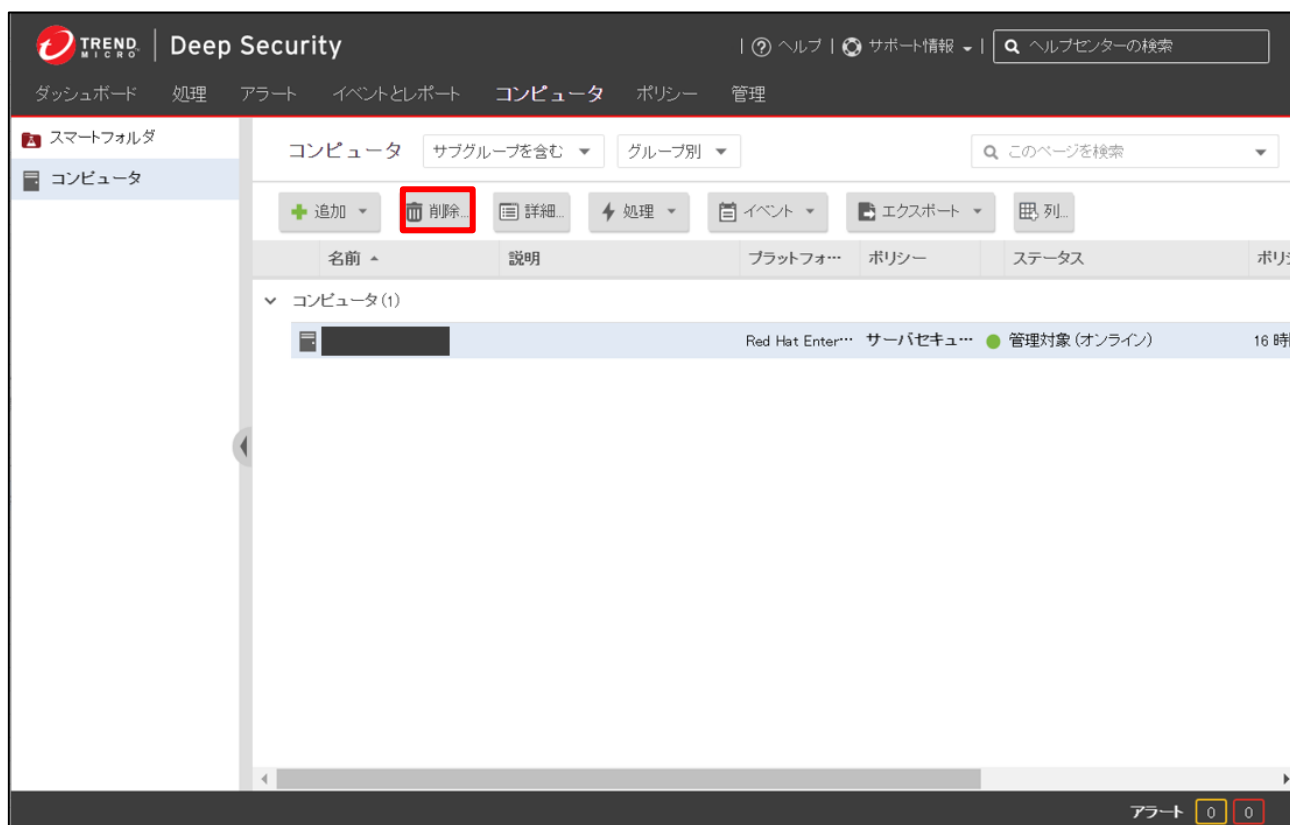 TREND MICRO Deep Security ヘルプ サポート情報 ヘルプセンターの検索
ダッシュボード 処理 アラート イベントとレポート コンピュータ ポリシー 管理
スマートフォルダ
コンピュータ
コンピュータ サブグループを含む グループ別 このページを検索
追加 削除... 詳細... 処理 イベント エクスポート 列...
名前 説明 プラットフォ… ポリシー ステータス ポリシ
コンピュータ(1)
Red Hat Enter… サーバセキュ… 管理対象(オンライン) 16 時
アラート 0 0